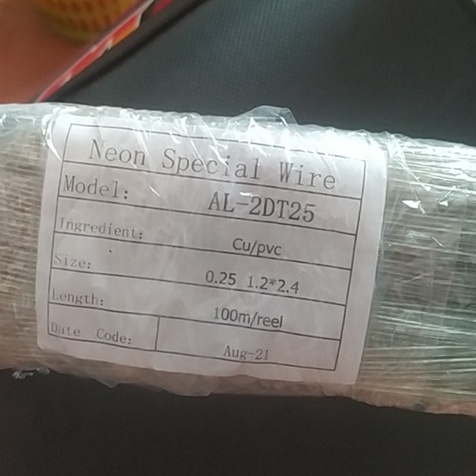 Neon Special Wire
Model: AL-2DT25
Ingredient: Cu/pvc
Size: 0.25 1.2*2.4
Length: 100m/reel
Date Code: Aug-21